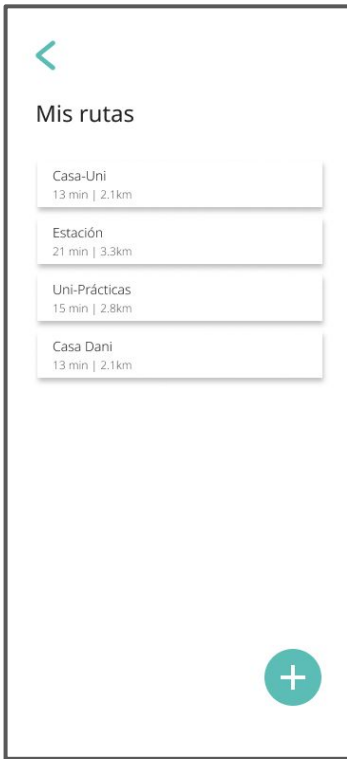 Mis rutas
Casa-Uni
13 min | 2.1km
Estación
21 min | 3.3km
Uni-Prácticas
15 min | 2.8km
Casa Dani
13 min | 2.1km